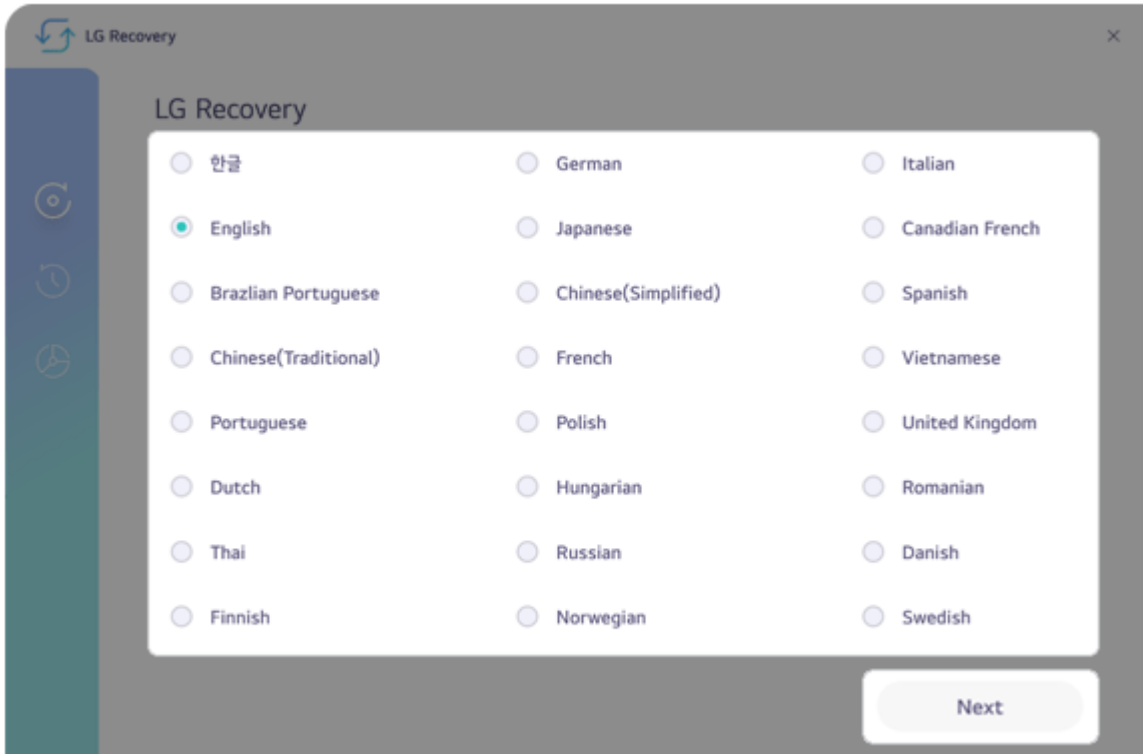 LG Recovery
LG Recovery
한글 German Italian
English Japanese Canadian French
Brazlian Portuguese Chinese(Simplified) Spanish
Chinese(Traditional) French Vietnamese
Portuguese Polish United Kingdom
Dutch Hungarian Romanian
Thai Russian Danish
Finnish Norwegian Swedish
Next